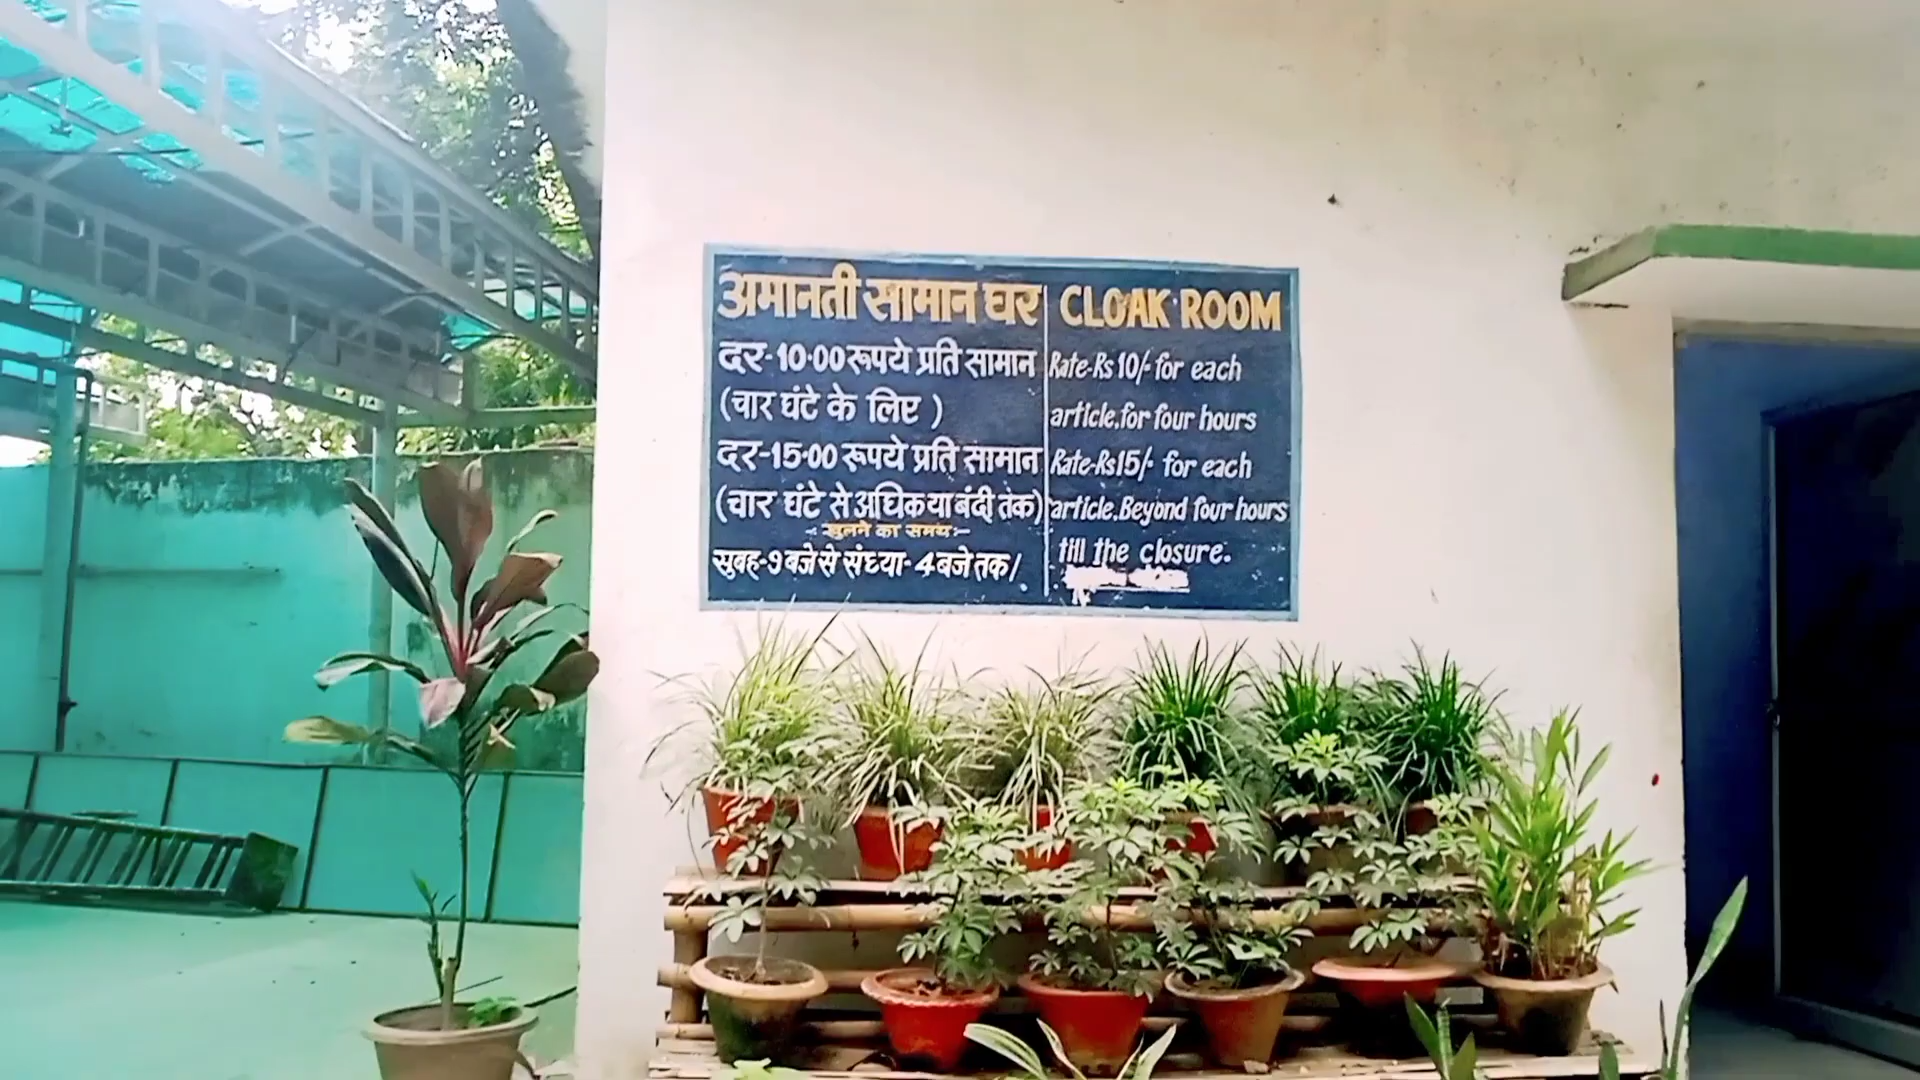 अमानती सामान घर
दर-10.00 रूपये प्रति सामान
(चार घंटे के लिए )
दर-15.00 रूपये प्रति सामान
(चार घंटे से अधिक या बंदी तक)
-: खुलने का समय:-
सुबह-9 बजे से संध्या-4 बजे तक/
CLOAK ROOM
Rate-Rs 10/- for each
article.for four hours
Rate-Rs15/- for each
article.Beyond four hours
till the closure.